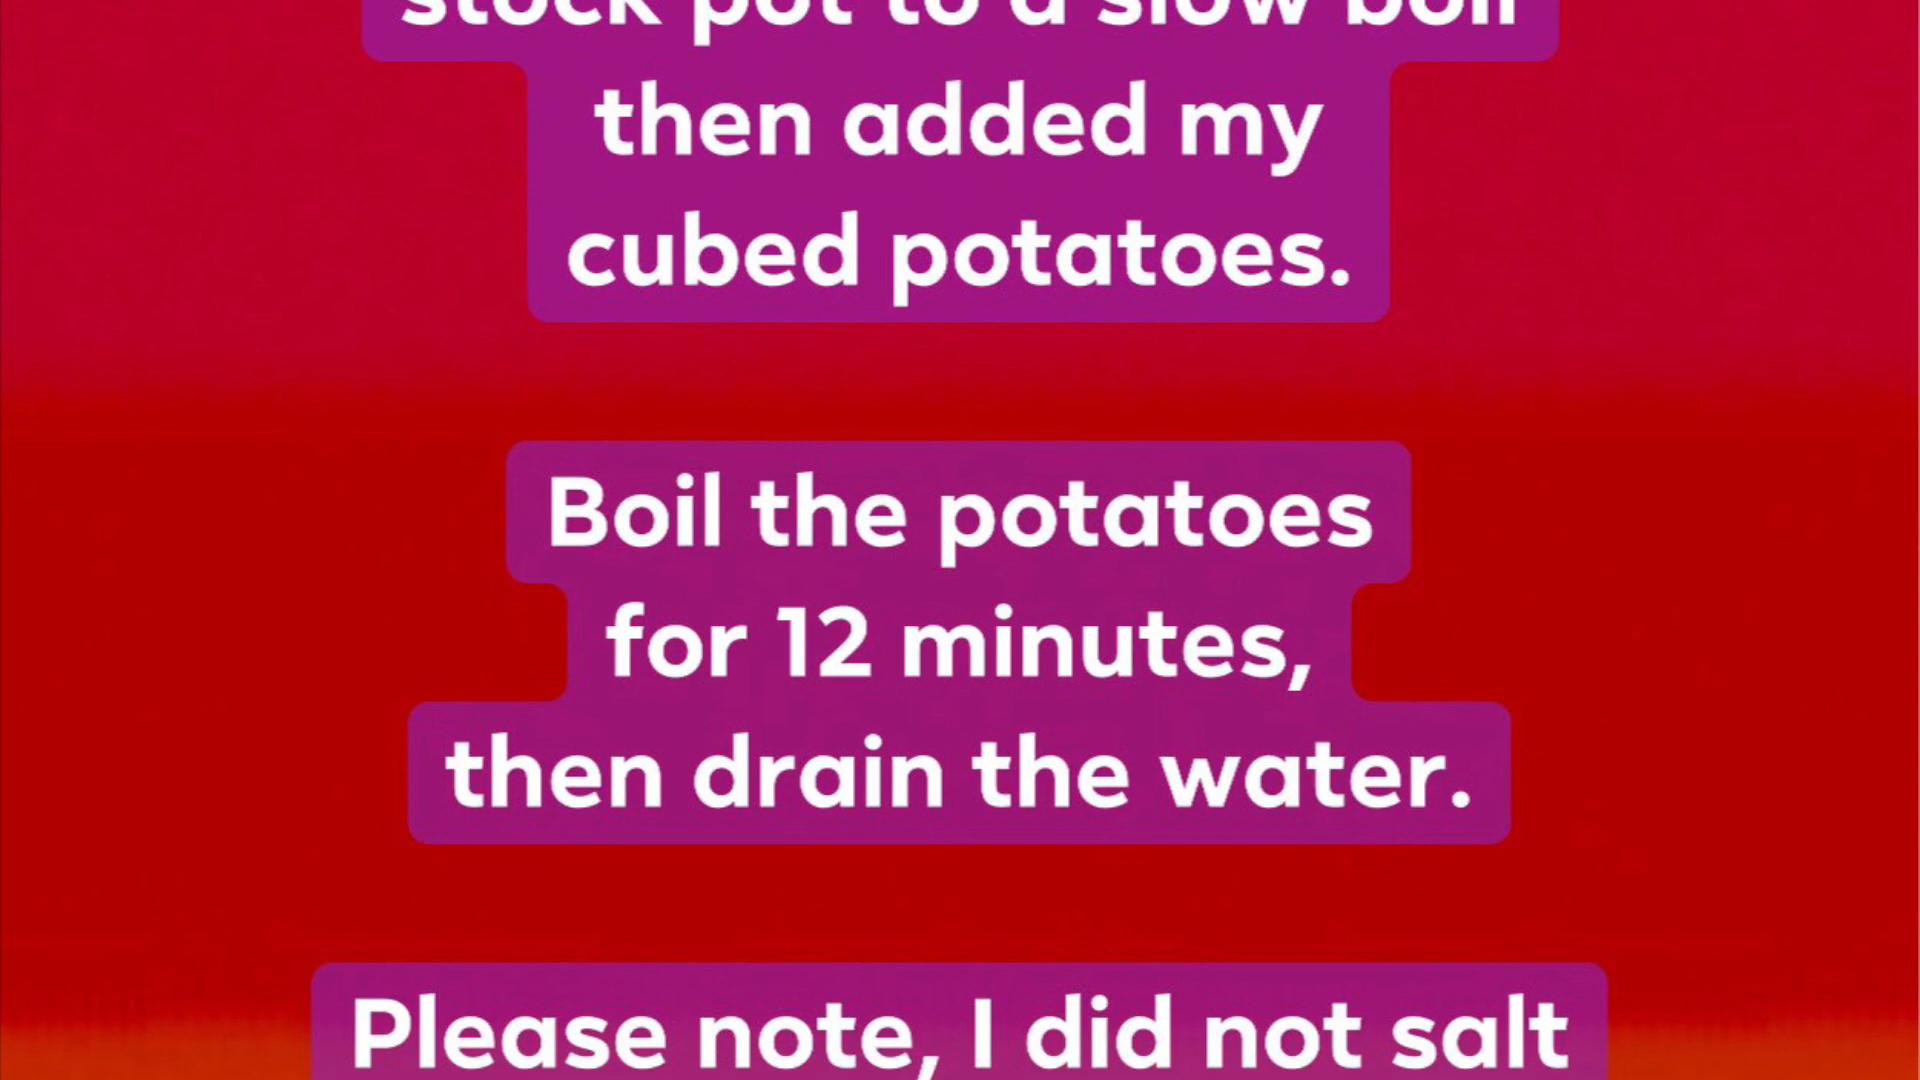 stock pot to a slow boil
then added my
cubed potatoes.
Boil the potatoes
for 12 minutes,
then drain the water.
Please note, I did not salt